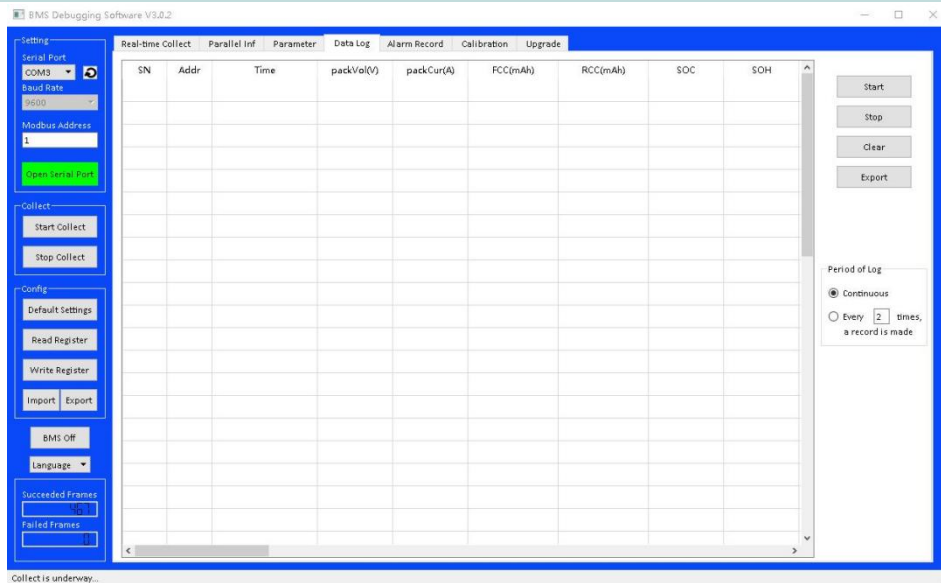 BMS Debugging Software V3.0.2
Setting
Serial Port
COM3
Baud Rate
9600
Modbus Address
1
Open Serial Port
Collect
Start Collect
Stop Collect
Config
Default Settings
Read Register
Write Register
Import Export
BMS Off
Language
Succeeded Frames
467
Failed Frames
0
Real-time Collect Parallel Inf Parameter Data Log Alarm Record Calibration Upgrade
SN Addr Time packVol(V) packCur(A) FCC(mAh) RCC(mAh) SOC SOH
Start
Stop
Clear
Export
Period of Log
Continuous
Every 2 times,
a record is made
Collect is underway...